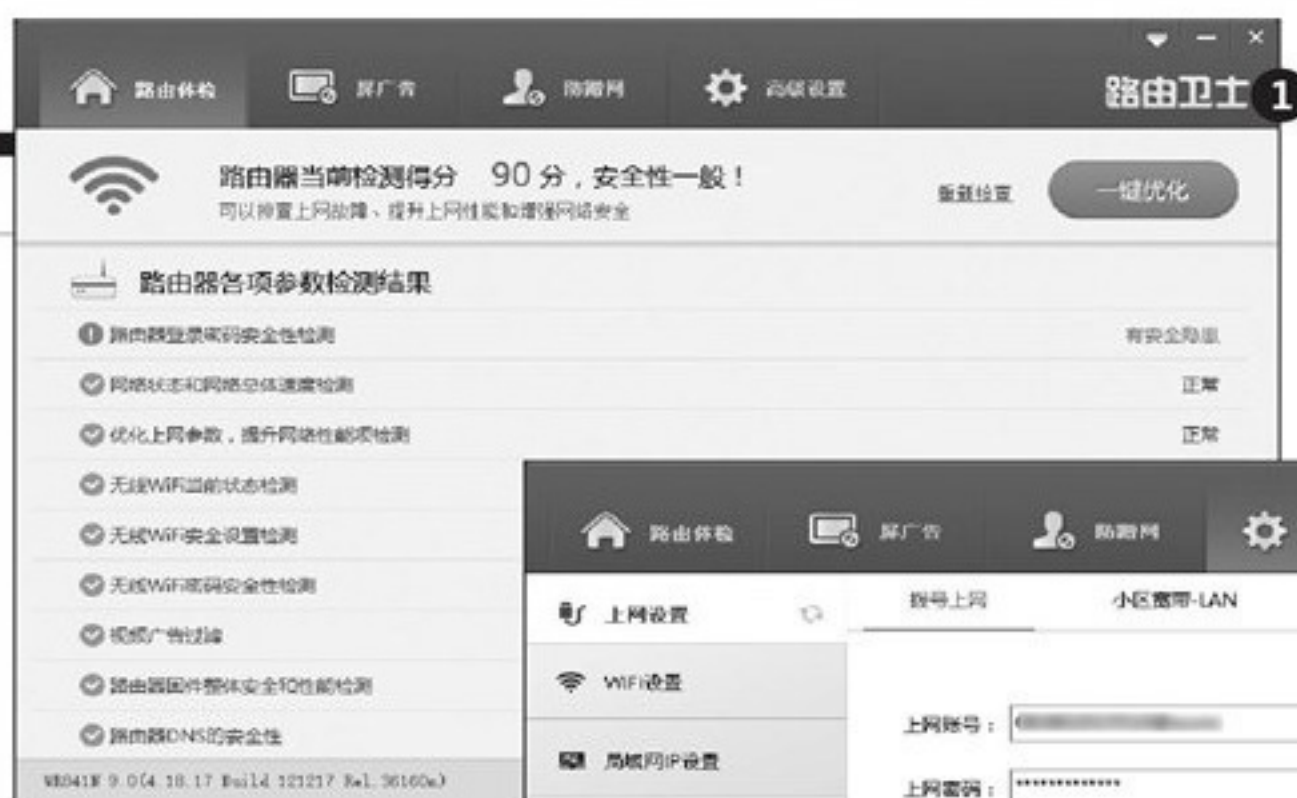 路由体检 屏广告 防蹭网 高级设置
路由卫士 1
路由器当前检测得分 90 分，安全性一般！
可以排查上网故障、提升上网性能和增强网络安全
重新检查 一键优化
路由器各项参数检测结果
路由器登录密码安全性检测 有安全隐患
网络状态和网络总体速度检测 正常
优化上网参数，提升网络性能项检测 正常
无线WiFi当前状态检测
无线WiFi安全设置检测
无线WiFi密码安全性检测
视频广告过滤
路由器固件整体安全和性能检测
路由器DNS的安全性
WR841N 9.0(4.18.17 Build 121217 Rel.36160n)
路由体检 屏广告 防蹭网
上网设置 拨号上网 小区宽带-LAN
WiFi设置
上网账号：
局域网IP设置
上网密码： *************